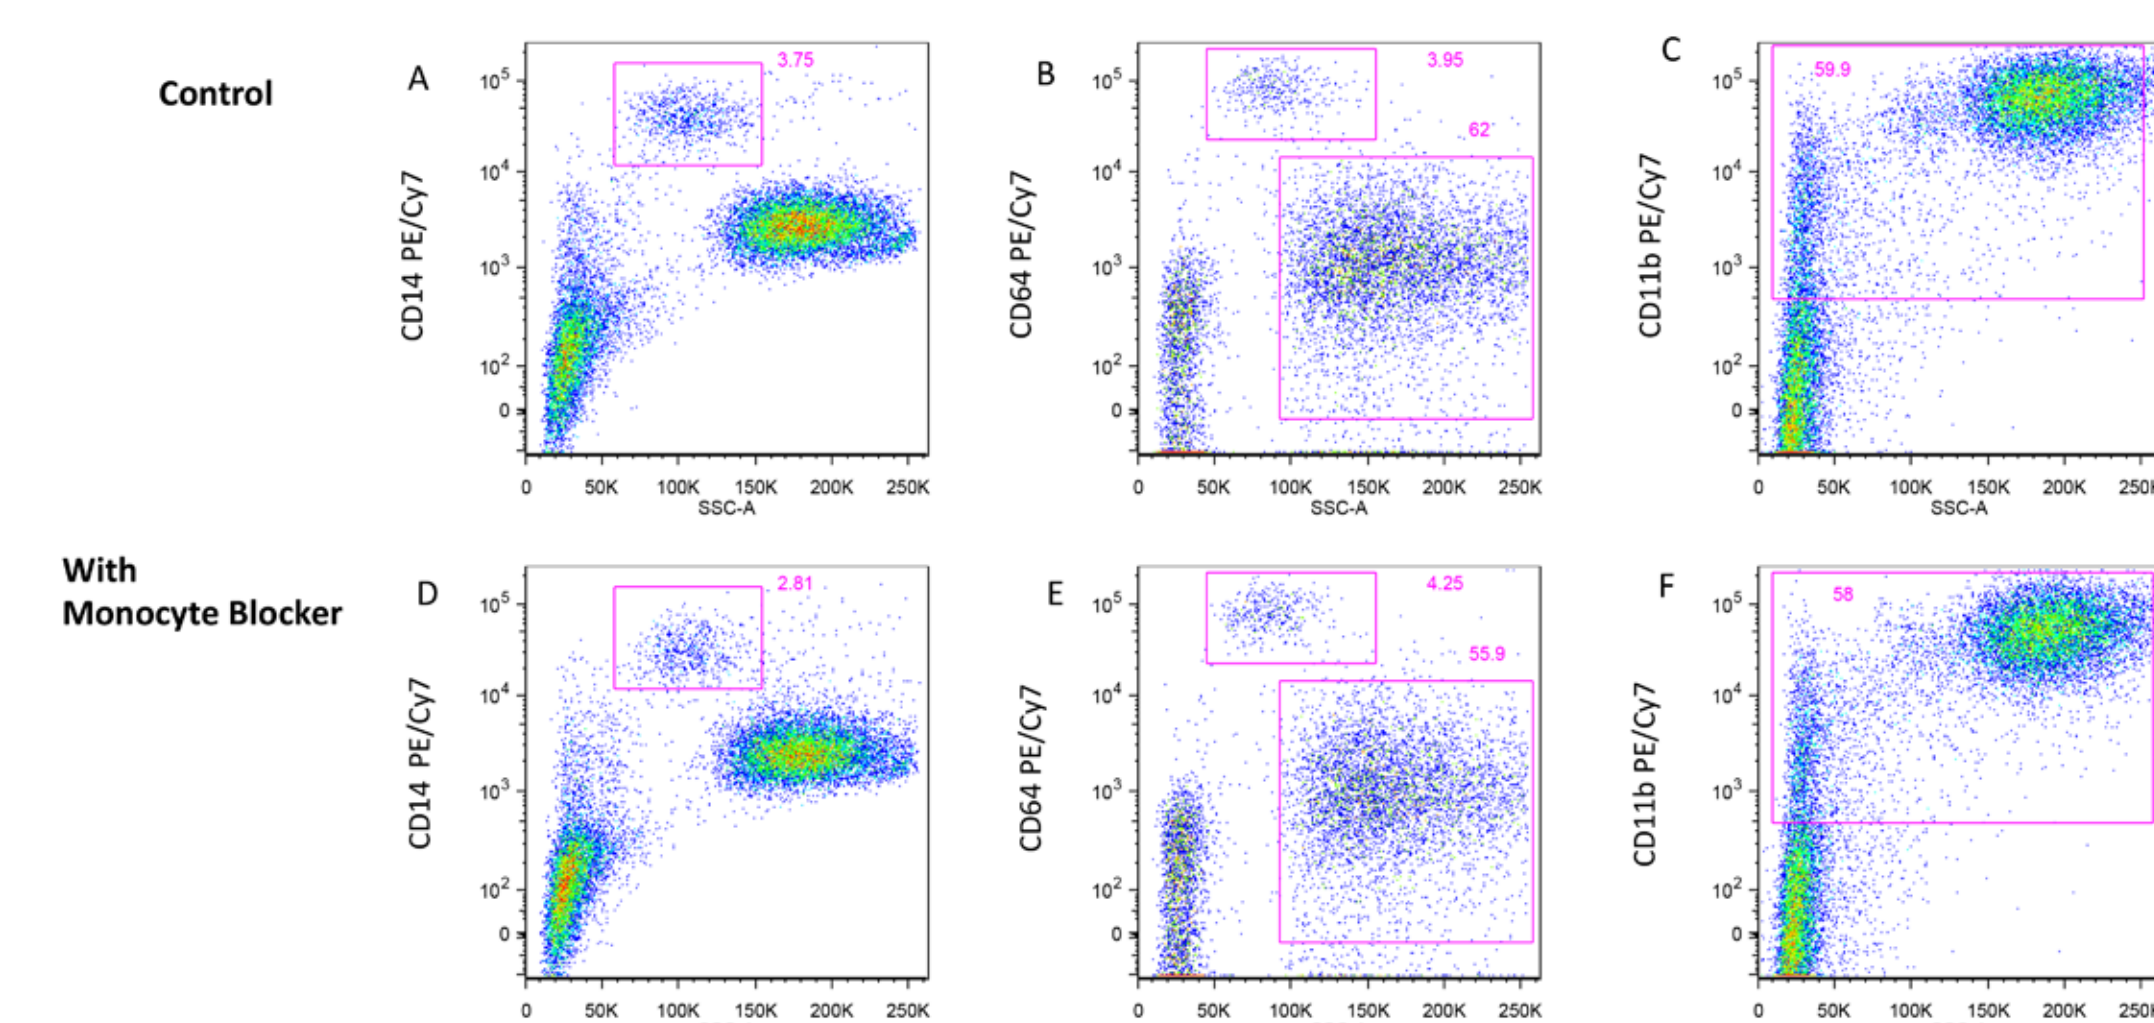 Control
A
3.75
CD14 PE/Cy7
10^5
10^4
10^3
10^2
0
0 50K 100K 150K 200K 250K
SSC-A
B
3.95
62
CD64 PE/Cy7
10^5
10^4
10^3
10^2
0
0 50K 100K 150K 200K 250K
SSC-A
C
59.9
CD11b PE/Cy7
10^5
10^4
10^3
10^2
0
0 50K 100K 150K 200K 250K
SSC-A
With
Monocyte Blocker
D
2.81
CD14 PE/Cy7
10^5
10^4
10^3
10^2
0
0 50K 100K 150K 200K 250K
E
4.25
55.9
CD64 PE/Cy7
10^5
10^4
10^3
10^2
0
0 50K 100K 150K 200K 250K
F
58
CD11b PE/Cy7
10^5
10^4
10^3
10^2
0
0 50K 100K 150K 200K 250K